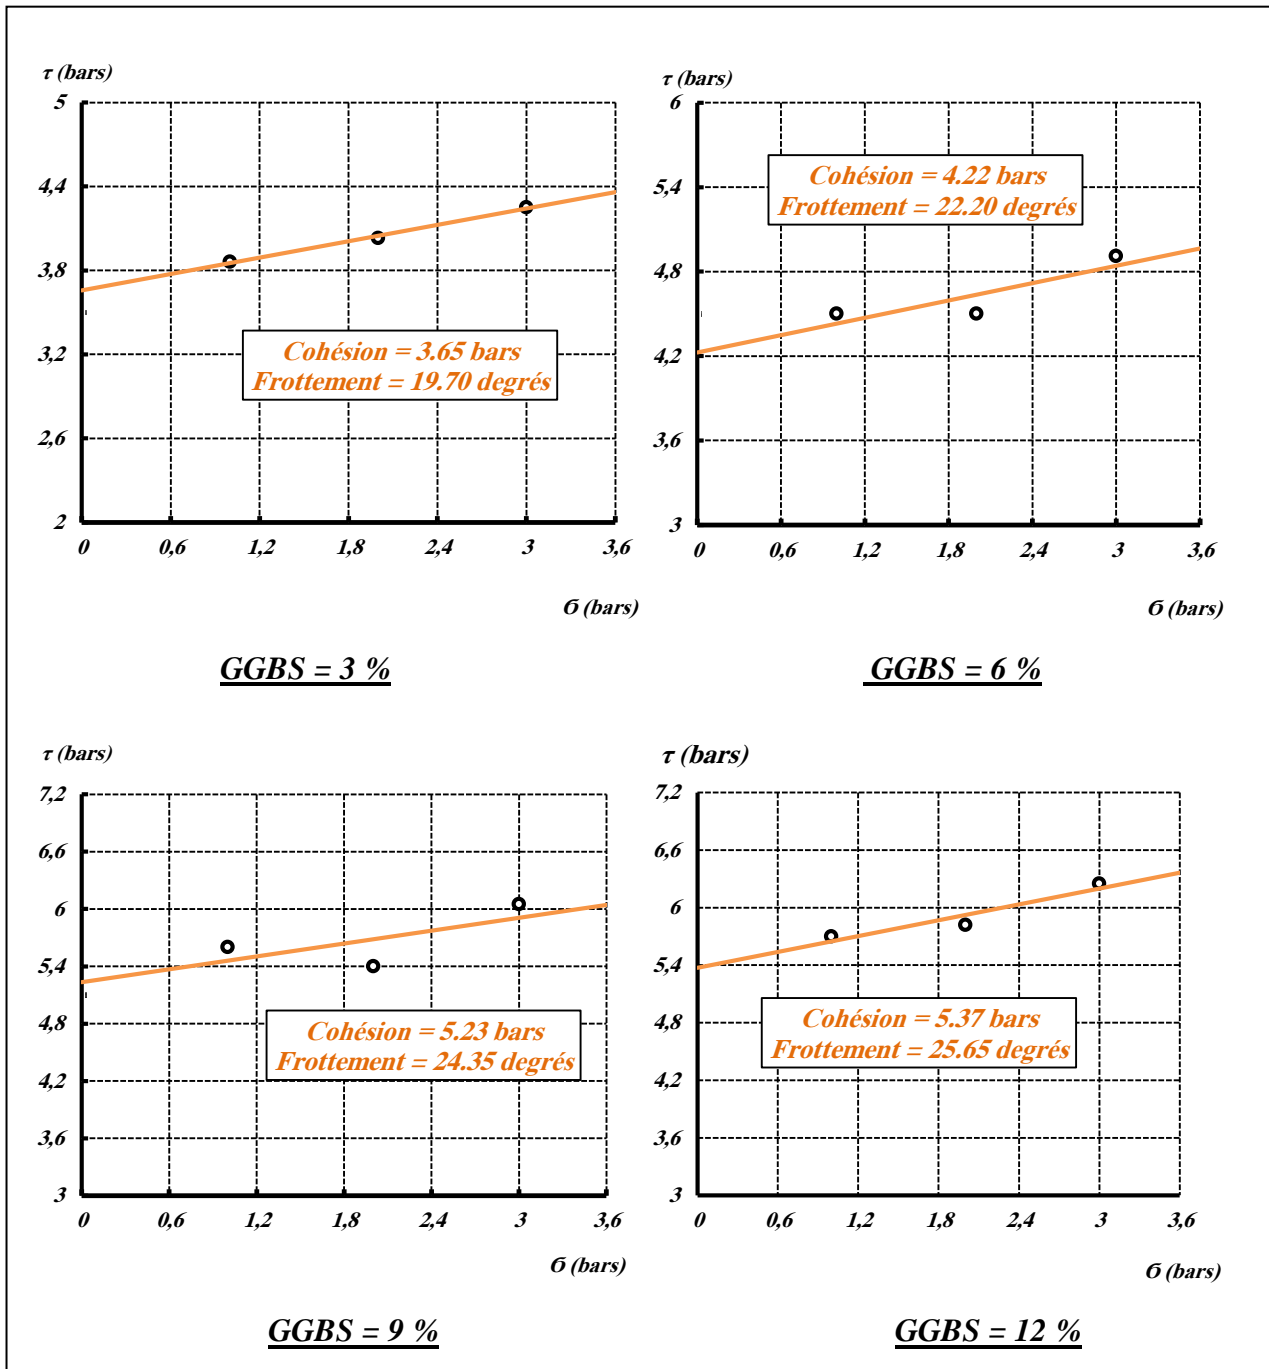 τ (bars)
5
4,4
3,8
3,2
2,6
2
0 0,6 1,2 1,8 2,4 3 3,6
Cohésion = 3.65 bars
Frottement = 19.70 degrés
б (bars)
GGBS = 3 %
τ (bars)
6
5,4
4,8
4,2
3,6
3
0 0,6 1,2 1,8 2,4 3 3,6
Cohésion = 4.22 bars
Frottement = 22.20 degrés
б (bars)
GGBS = 6 %
τ (bars)
7,2
6,6
6
5,4
4,8
4,2
3,6
3
0 0,6 1,2 1,8 2,4 3 3,6
Cohésion = 5.23 bars
Frottement = 24.35 degrés
б (bars)
GGBS = 9 %
τ (bars)
7,2
6,6
6
5,4
4,8
4,2
3,6
3
0 0,6 1,2 1,8 2,4 3 3,6
Cohésion = 5.37 bars
Frottement = 25.65 degrés
б (bars)
GGBS = 12 %